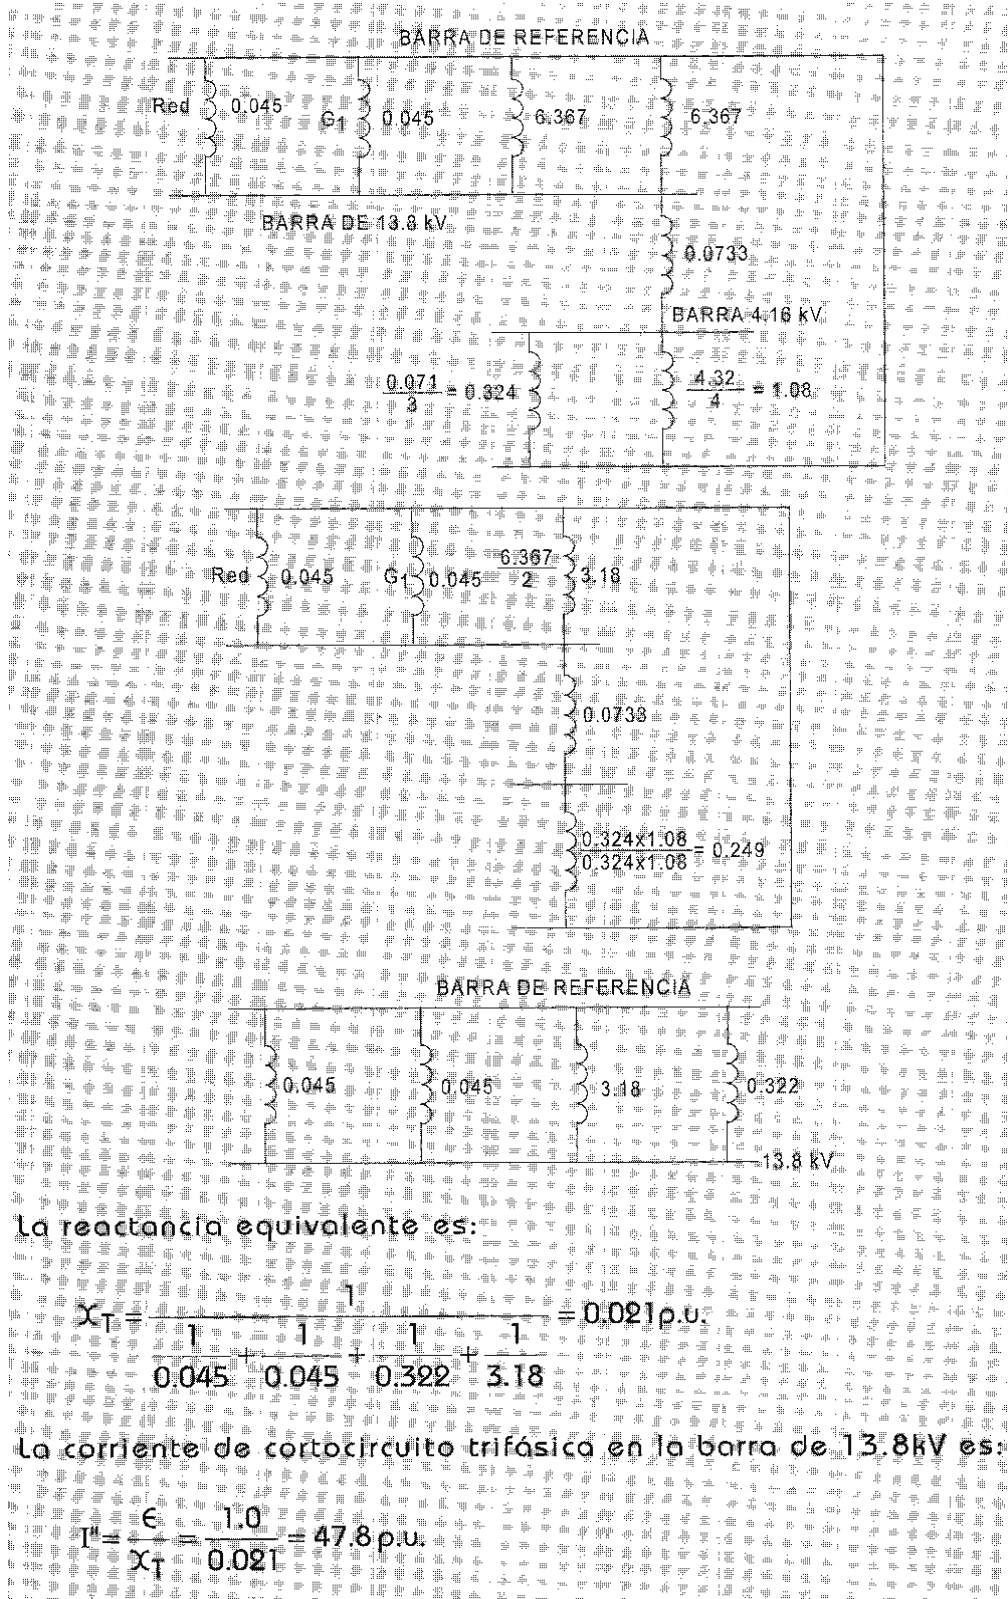 BARRA DE REFERENCIA
Red 0.045 G1 0.045 6.367 6.367
BARRA DE 13.8 kV
0.0733
BARRA 4.16 kV
0.071/3 = 0.324 4.32/4 = 1.08
Red 0.045 G1 0.045 6.367/2 3.18
0.0733
0.324x1.08/0.324x1.08 = 0.249
BARRA DE REFERENCIA
0.045 0.045 3.18 0.322
13.8 kV
La reactancia equivalente es:
XT = 1/(1/0.045 + 1/0.045 + 1/0.322 + 1/3.18) = 0.021 p.u.
La corriente de cortocircuito trifásica en la barra de 13.8kV es:
I" = ϵ/XT = 1.0/0.021 = 47.8 p.u.